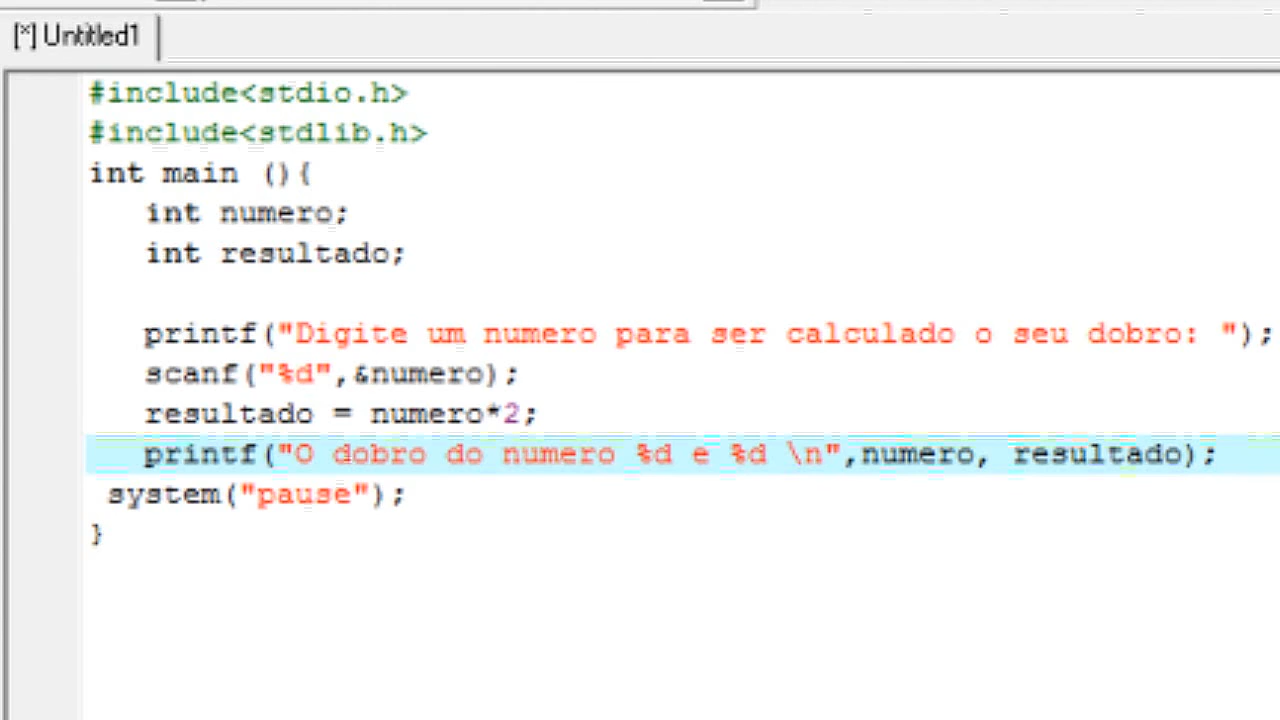 [*] Untitled1
#include<stdio.h>
#include<stdlib.h>
int main (){
int numero;
int resultado;
printf("Digite um numero para ser calculado o seu dobro: ");
scanf("%d",&numero);
resultado = numero*2;
printf("O dobro do numero %d e %d \n",numero, resultado);
system("pause");
}